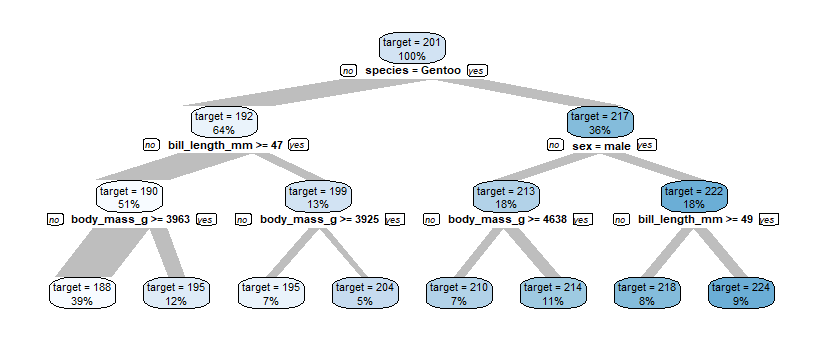 target = 201
100%
no species = Gentoo yes
target = 192
64%
target = 217
36%
no bill_length_mm >= 47 yes
no sex = male yes
target = 190
51%
target = 199
13%
target = 213
18%
target = 222
18%
no body_mass_g >= 3963 yes
no body_mass_g >= 3925 yes
no body_mass_g >= 4638 yes
no bill_length_mm >= 49 yes
target = 188
39%
target = 195
12%
target = 195
7%
target = 204
5%
target = 210
7%
target = 214
11%
target = 218
8%
target = 224
9%